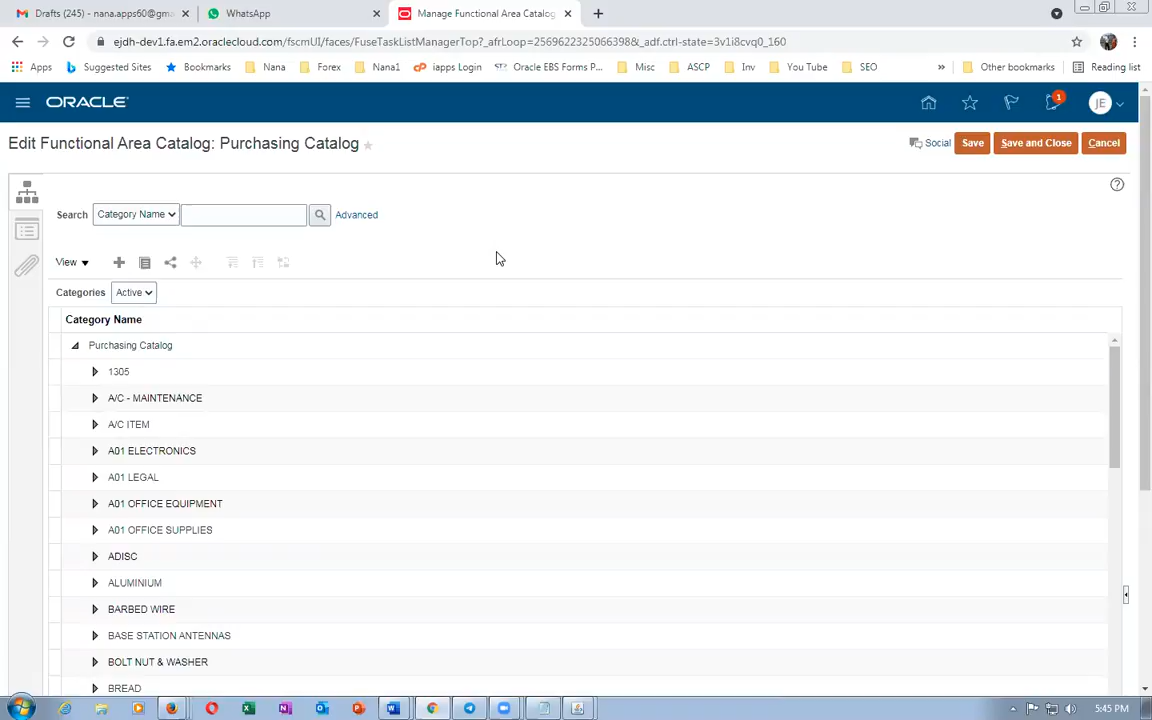 Drafts (245) - nana.apps60@gma
WhatsApp
Manage Functional Area Catalog
ejdh-dev1.fa.em2.oraclecloud.com/fscmUI/faces/FuseTaskListManagerTop?_afrLoop=2569622325066398&_adf.ctrl-state=3v1i8cvq0_160
Apps Suggested Sites Bookmarks Nana Forex Nana1 iapps Login Oracle EBS Forms P... Misc ASCP Inv You Tube SEO » Other bookmarks Reading list
ORACLE 1 JE
Edit Functional Area Catalog: Purchasing Catalog Social Save Save and Close Cancel
Search Category Name Advanced
View
Categories Active
Category Name
Purchasing Catalog
1305
A/C - MAINTENANCE
A/C ITEM
A01 ELECTRONICS
A01 LEGAL
A01 OFFICE EQUIPMENT
A01 OFFICE SUPPLIES
ADISC
ALUMINIUM
BARBED WIRE
BASE STATION ANTENNAS
BOLT NUT & WASHER
BREAD
5:45 PM